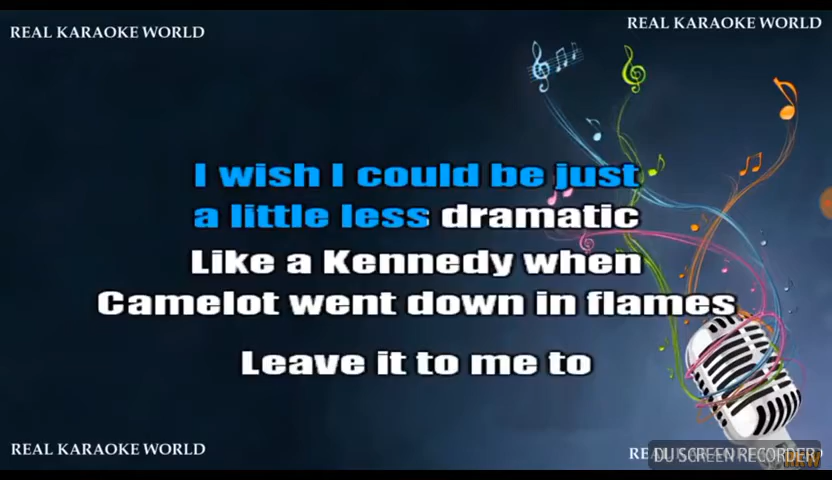 REAL KARAOKE WORLD
REAL KARAOKE WORLD
I wish I could be just
a little less dramatic
Like a Kennedy when
Camelot went down in flames
Leave it to me to
REAL KARAOKE WORLD
DU SCREEN RECORDER